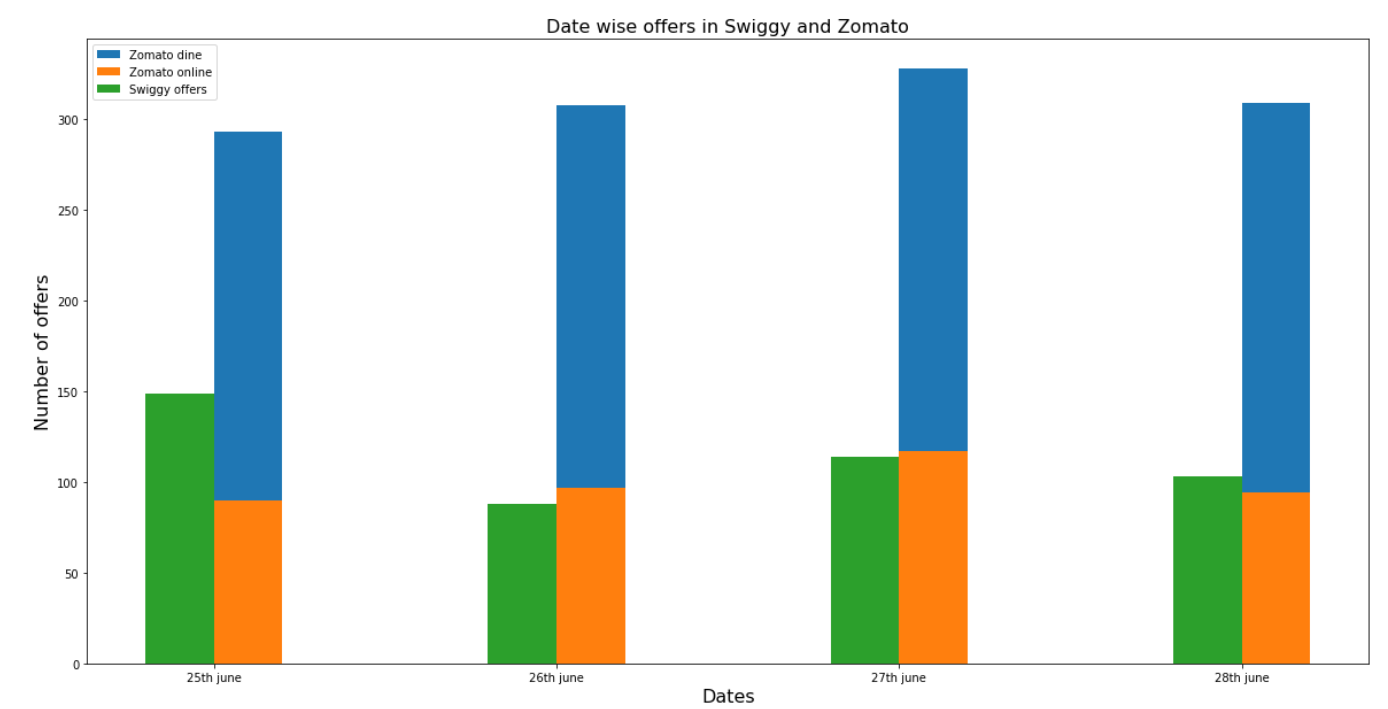 Date wise offers in Swiggy and Zomato
Zomato dine
Zomato online
Swiggy offers
Number of offers
300
250
200
150
100
50
0
25th june
26th june
27th june
28th june
Dates